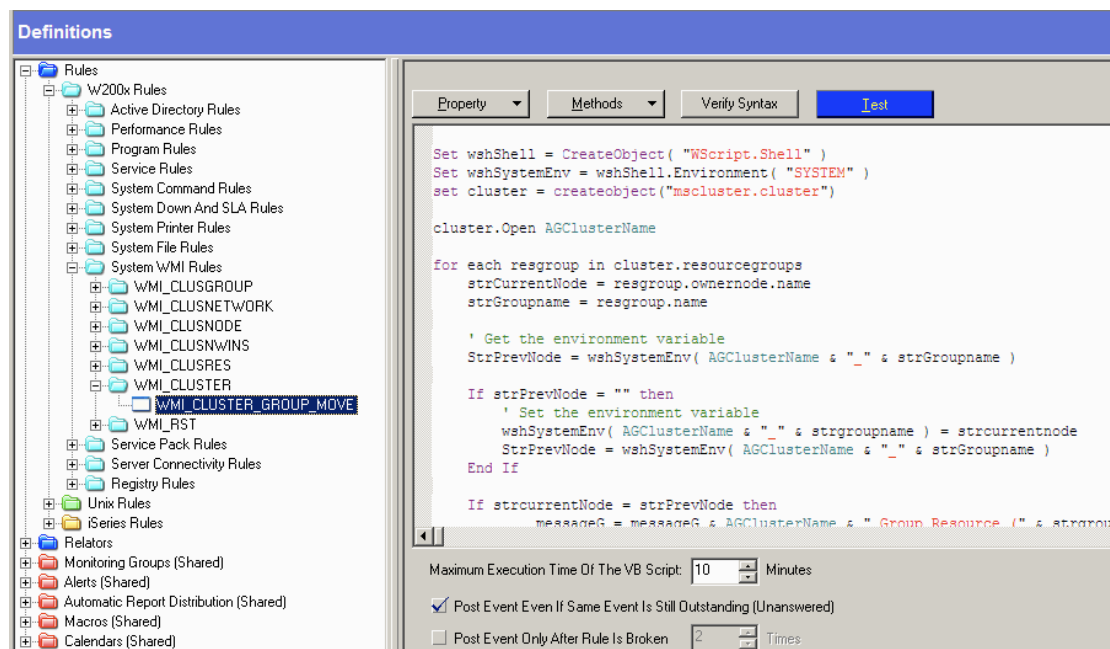 Definitions
Rules
W200x Rules
Active Directory Rules
Performance Rules
Program Rules
Service Rules
System Command Rules
System Down And SLA Rules
System Printer Rules
System File Rules
System WMI Rules
WMI_CLUSGROUP
WMI_CLUSNETWORK
WMI_CLUSNODE
WMI_CLUSNWINS
WMI_CLUSRES
WMI_CLUSTER
WMI_CLUSTER_GROUP_MOVE
WMI_RST
Service Pack Rules
Server Connectivity Rules
Registry Rules
Unix Rules
iSeries Rules
Relators
Monitoring Groups (Shared)
Alerts (Shared)
Automatic Report Distribution (Shared)
Macros (Shared)
Calendars (Shared)
Property Methods Verify Syntax Test
Set wshShell = CreateObject( "WScript.Shell" )
Set wshSystemEnv = wshShell.Environment( "SYSTEM" )
set cluster = createobject("mscluster.cluster")
cluster.Open AGClusterName
for each resgroup in cluster.resourcegroups
strCurrentNode = resgroup.ownernode.name
strGroupname = resgroup.name
' Get the environment variable
StrPrevNode = wshSystemEnv( AGClusterName & "_" & strGroupname )
If strPrevNode = "" then
' Set the environment variable
wshSystemEnv( AGClusterName & "_" & strgroupname ) = strcurrentnode
StrPrevNode = wshSystemEnv( AGClusterName & "_" & strGroupname )
End If
If strcurrentNode = strPrevNode then
messageG = messageG & AGClusterName & " Group Resource (" & strgrou
Maximum Execution Time Of The VB Script: 10 Minutes
Post Event Even If Same Event Is Still Outstanding (Unanswered)
Post Event Only After Rule Is Broken 2 Times